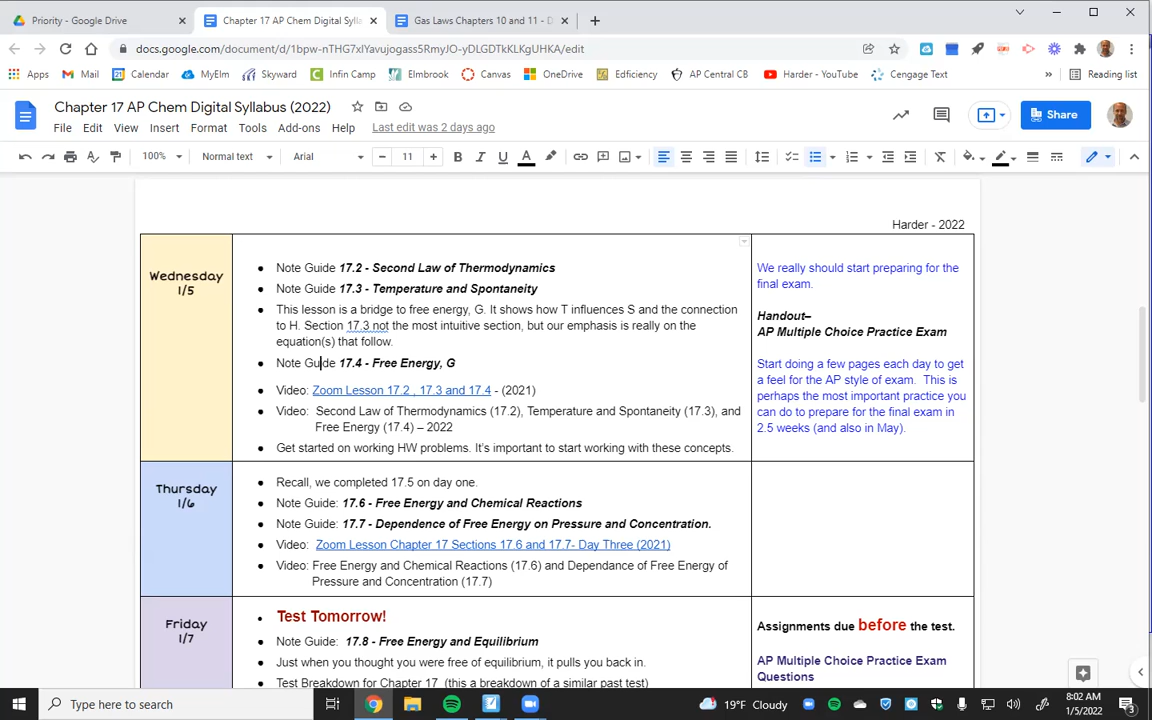 Priority - Google Drive
Chapter 17 AP Chem Digital Sylla
Gas Laws Chapters 10 and 11 - D
docs.google.com/document/d/1bpw-nTHG7xlYavujogass5RmyJO-yDLGDTkKLKgUHKA/edit
Apps Mail Calendar MyElm Skyward Infin Camp Elmbrook Canvas OneDrive Edficiency AP Central CB Harder - YouTube Cengage Text » Reading list
Chapter 17 AP Chem Digital Syllabus (2022)
File Edit View Insert Format Tools Add-ons Help Last edit was 2 days ago
Share
100% Normal text Arial 11
Harder - 2022
Wednesday
1/5
● Note Guide 17.2 - Second Law of Thermodynamics
● Note Guide 17.3 - Temperature and Spontaneity
● This lesson is a bridge to free energy, G. It shows how T influences S and the connection
to H. Section 17.3 not the most intuitive section, but our emphasis is really on the
equation(s) that follow.
● Note Guide 17.4 - Free Energy, G
● Video: Zoom Lesson 17.2 , 17.3 and 17.4 - (2021)
● Video: Second Law of Thermodynamics (17.2), Temperature and Spontaneity (17.3), and
Free Energy (17.4) – 2022
● Get started on working HW problems. It's important to start working with these concepts.
We really should start preparing for the
final exam.
Handout–
AP Multiple Choice Practice Exam
Start doing a few pages each day to get
a feel for the AP style of exam. This is
perhaps the most important practice you
can do to prepare for the final exam in
2.5 weeks (and also in May).
Thursday
1/6
● Recall, we completed 17.5 on day one.
● Note Guide: 17.6 - Free Energy and Chemical Reactions
● Note Guide: 17.7 - Dependence of Free Energy on Pressure and Concentration.
● Video: Zoom Lesson Chapter 17 Sections 17.6 and 17.7- Day Three (2021)
● Video: Free Energy and Chemical Reactions (17.6) and Dependance of Free Energy of
Pressure and Concentration (17.7)
Friday
1/7
● Test Tomorrow!
● Note Guide: 17.8 - Free Energy and Equilibrium
● Just when you thought you were free of equilibrium, it pulls you back in.
● Test Breakdown for Chapter 17 (this a breakdown of a similar past test)
Assignments due before the test.
AP Multiple Choice Practice Exam
Questions
Type here to search
19°F Cloudy
8:02 AM
1/5/2022
3